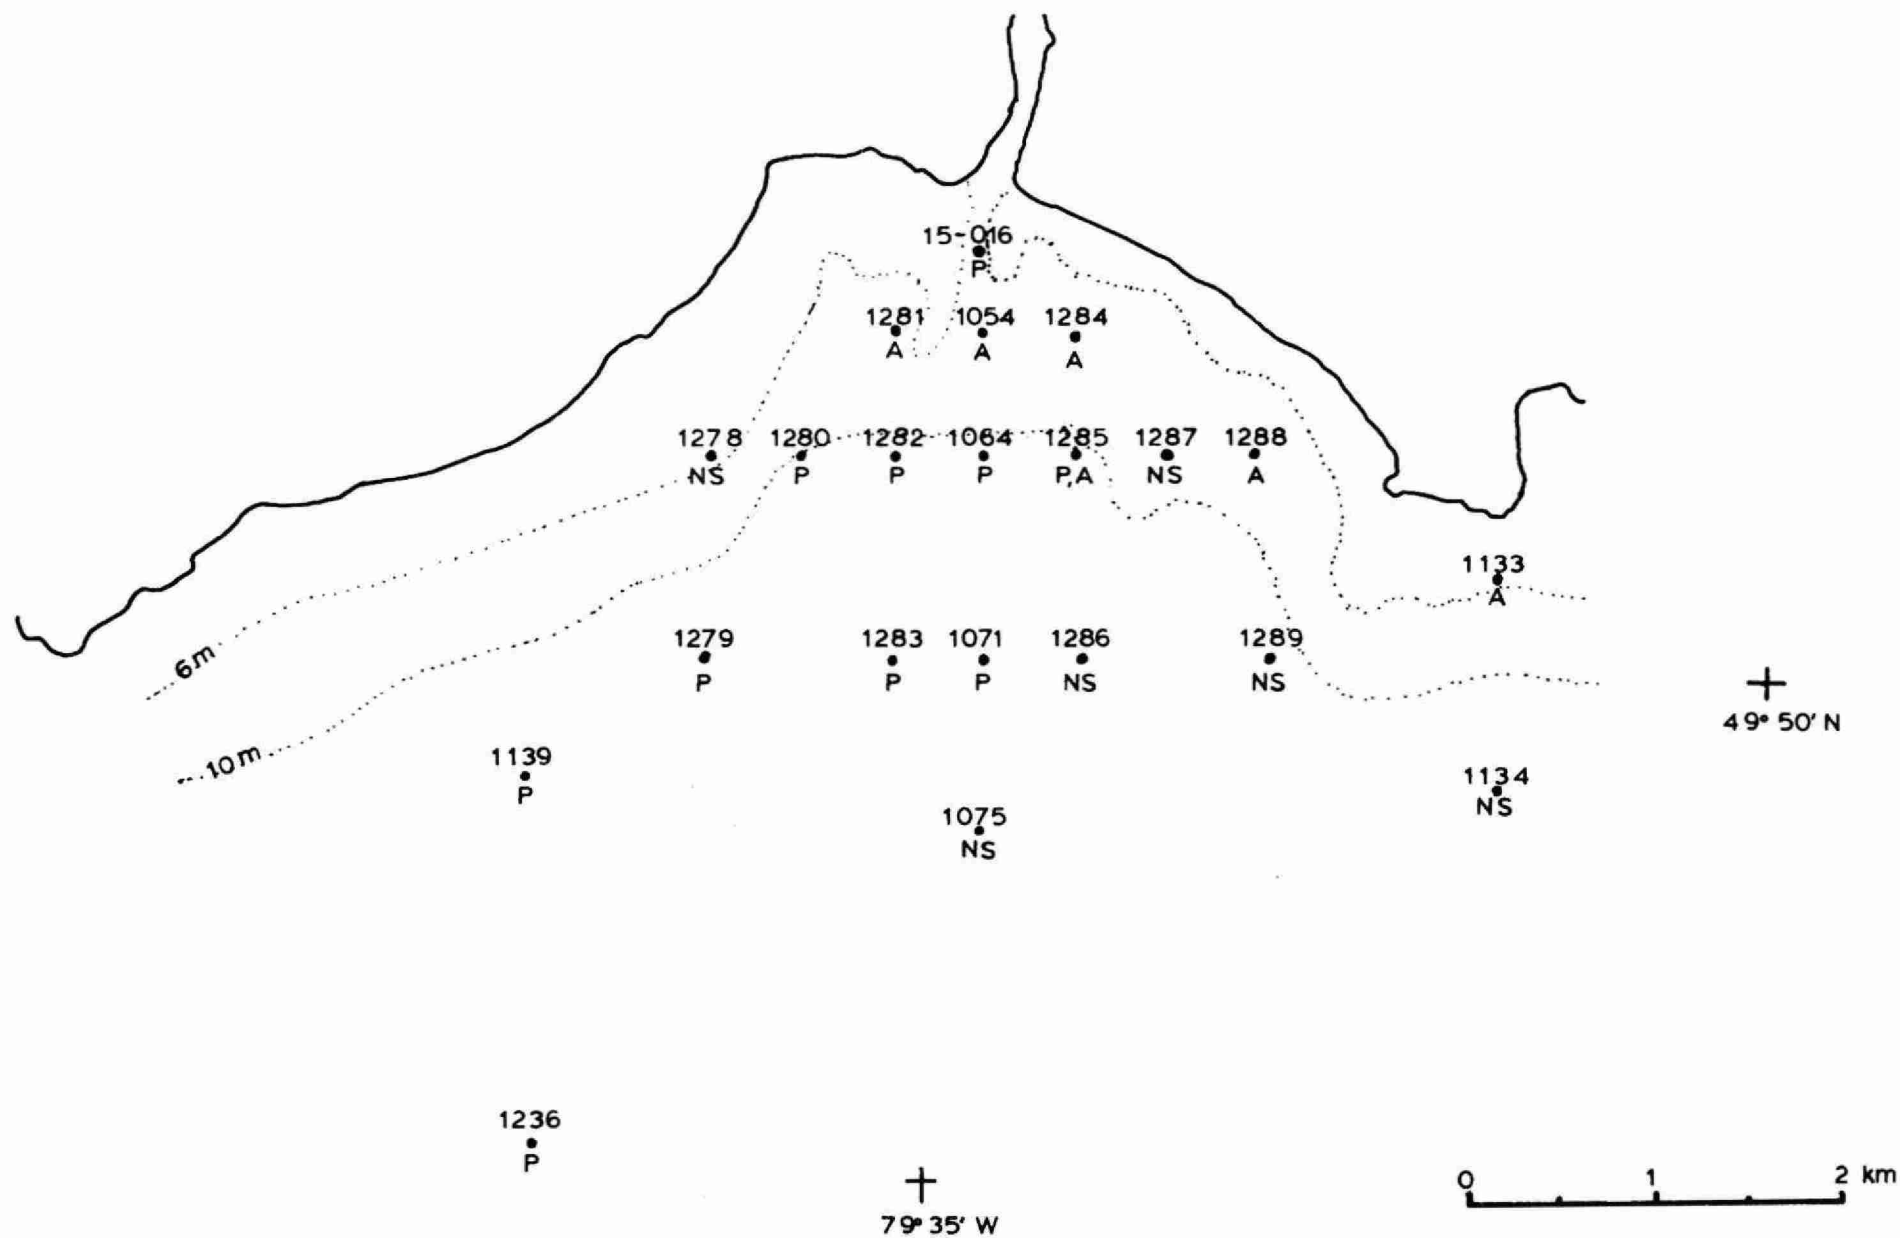 15-016
P
1281 1054 1284
A A A
1278 1280 1282 1064 1285 1287 1288
NS P P P P,A NS A
1133
A
6m
1279 1283 1071 1286 1289
P P P NS NS
49° 50' N
10m
1139
P
1134
NS
1075
NS
1236
P
0 1 2 km
79° 35' W